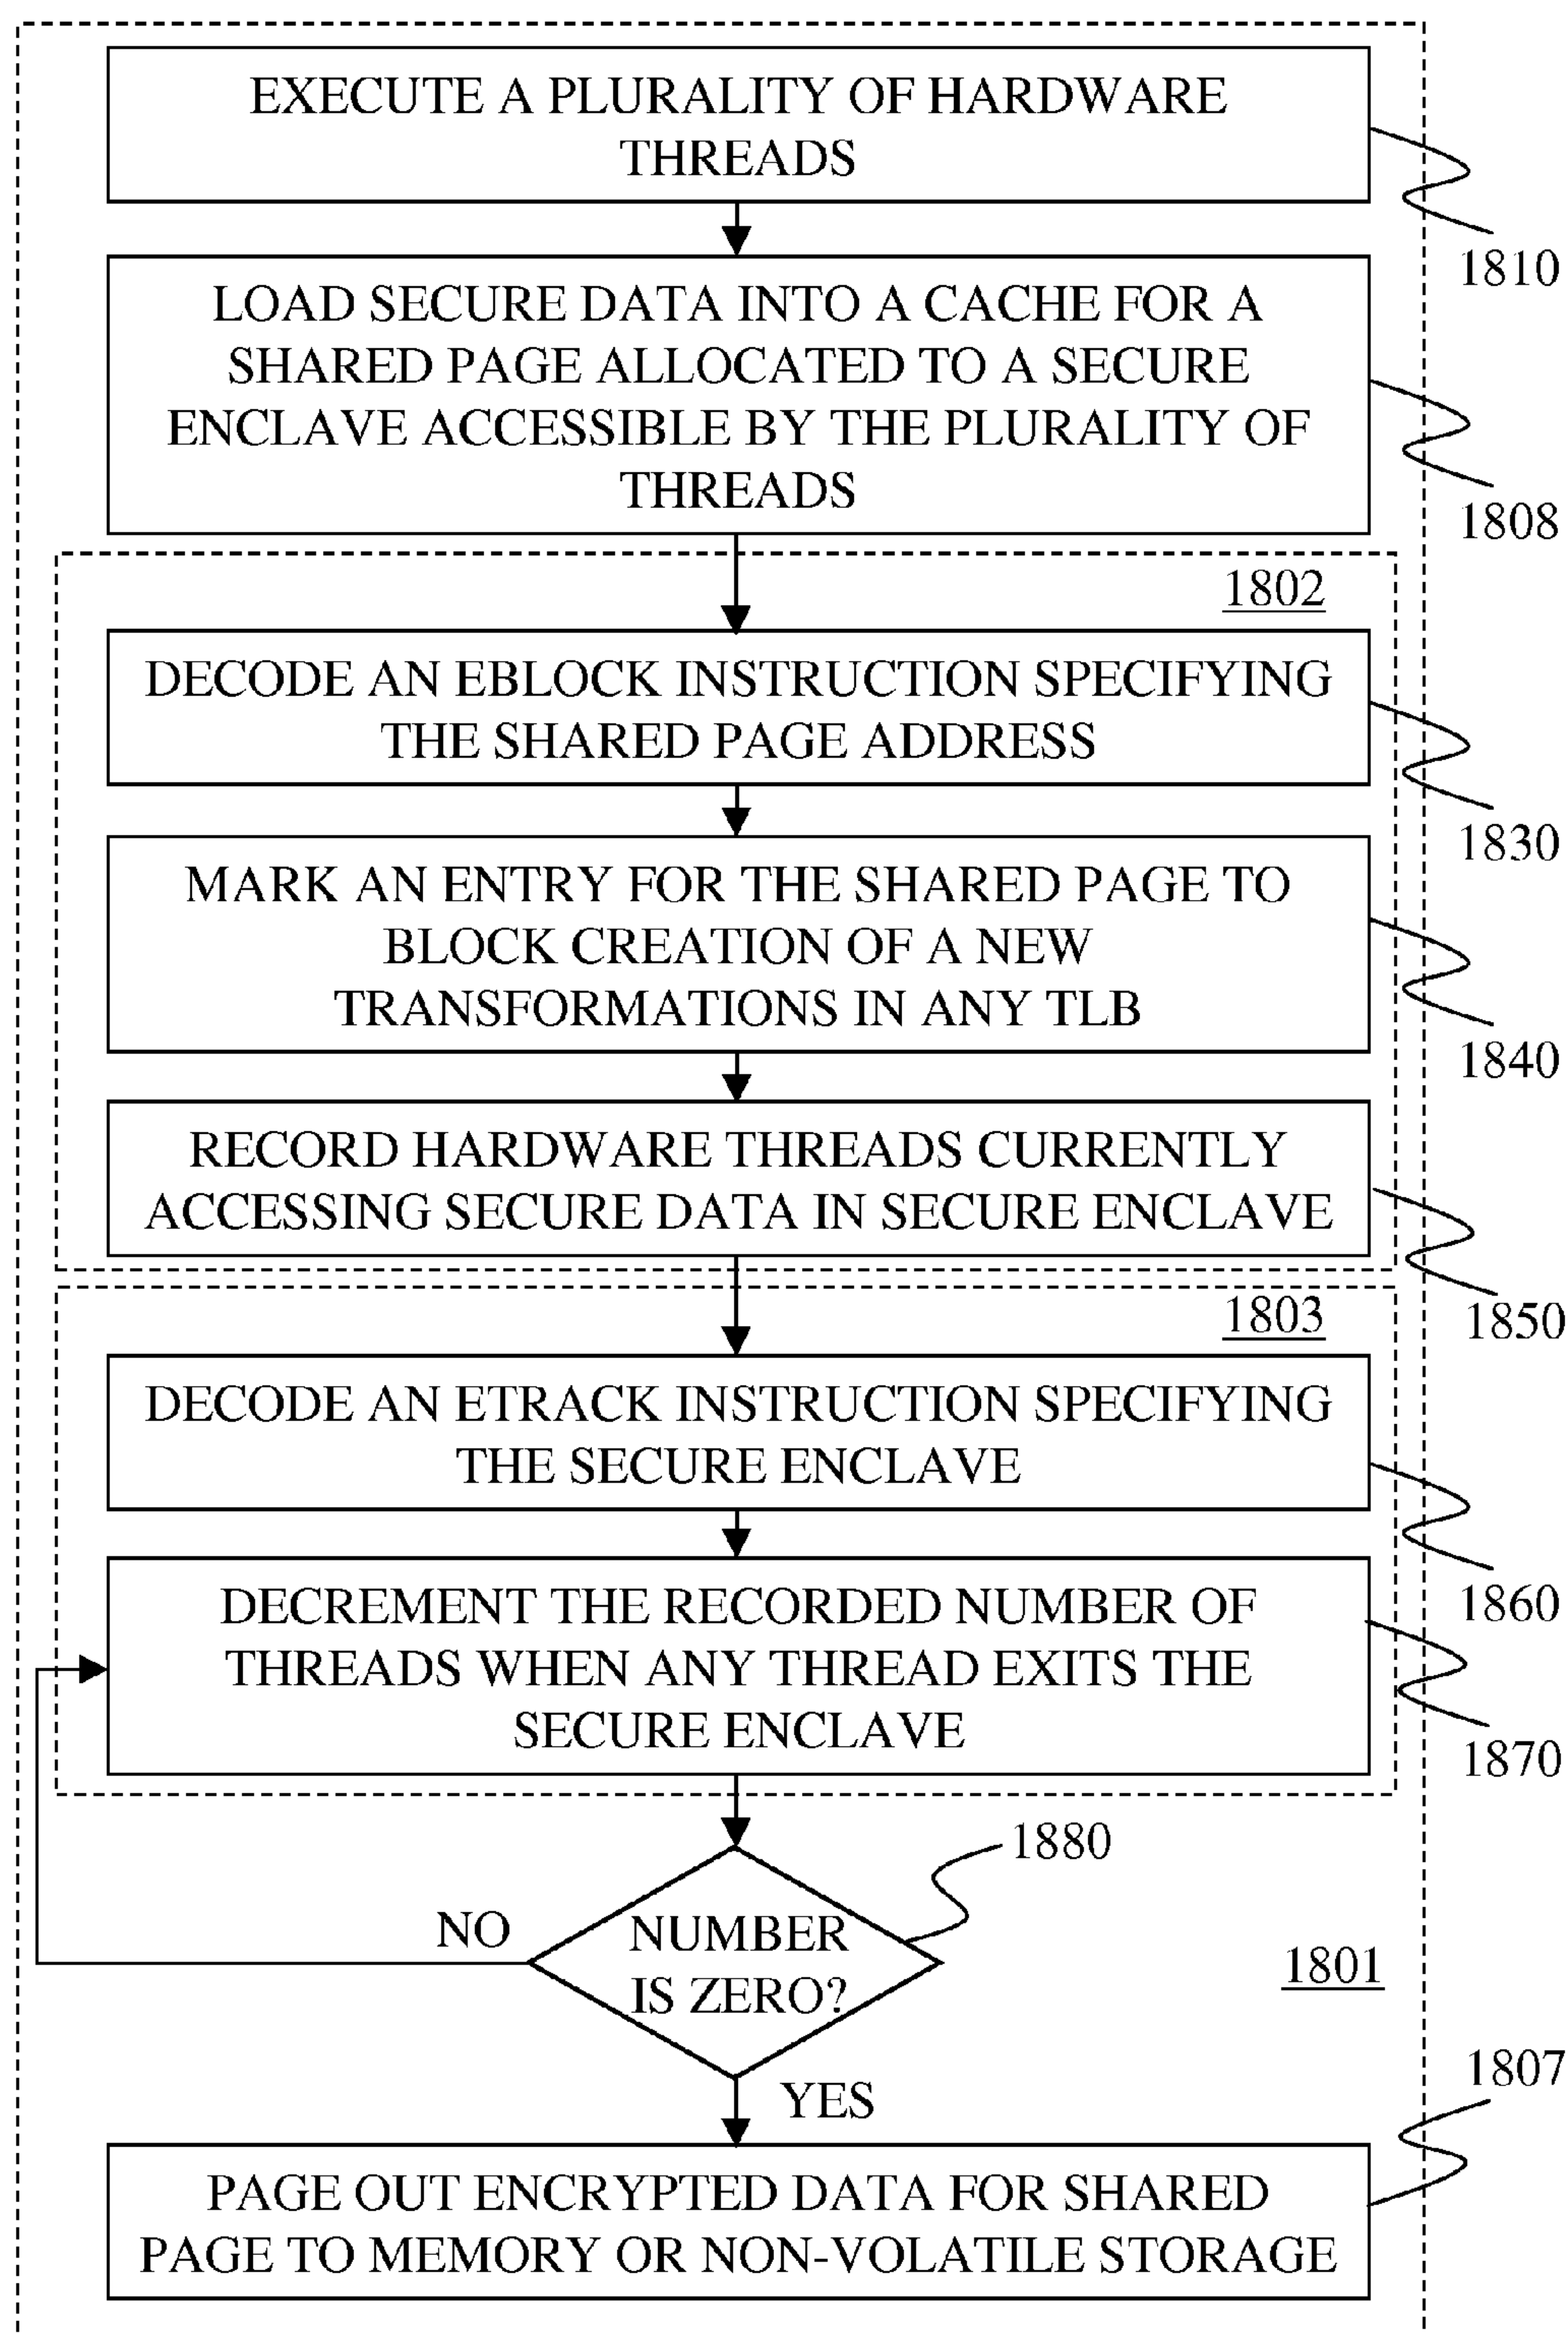 EXECUTE A PLURALITY OF HARDWARE
THREADS
1810
LOAD SECURE DATA INTO A CACHE FOR A
SHARED PAGE ALLOCATED TO A SECURE
ENCLAVE ACCESSIBLE BY THE PLURALITY OF
THREADS
1808
1802
DECODE AN EBLOCK INSTRUCTION SPECIFYING
THE SHARED PAGE ADDRESS
1830
MARK AN ENTRY FOR THE SHARED PAGE TO
BLOCK CREATION OF A NEW
TRANSFORMATIONS IN ANY TLB
1840
RECORD HARDWARE THREADS CURRENTLY
ACCESSING SECURE DATA IN SECURE ENCLAVE
1850
1803
DECODE AN ETRACK INSTRUCTION SPECIFYING
THE SECURE ENCLAVE
1860
DECREMENT THE RECORDED NUMBER OF
THREADS WHEN ANY THREAD EXITS THE
SECURE ENCLAVE
1870
1880
NO
NUMBER
IS ZERO?
1801
YES
1807
PAGE OUT ENCRYPTED DATA FOR SHARED
PAGE TO MEMORY OR NON-VOLATILE STORAGE